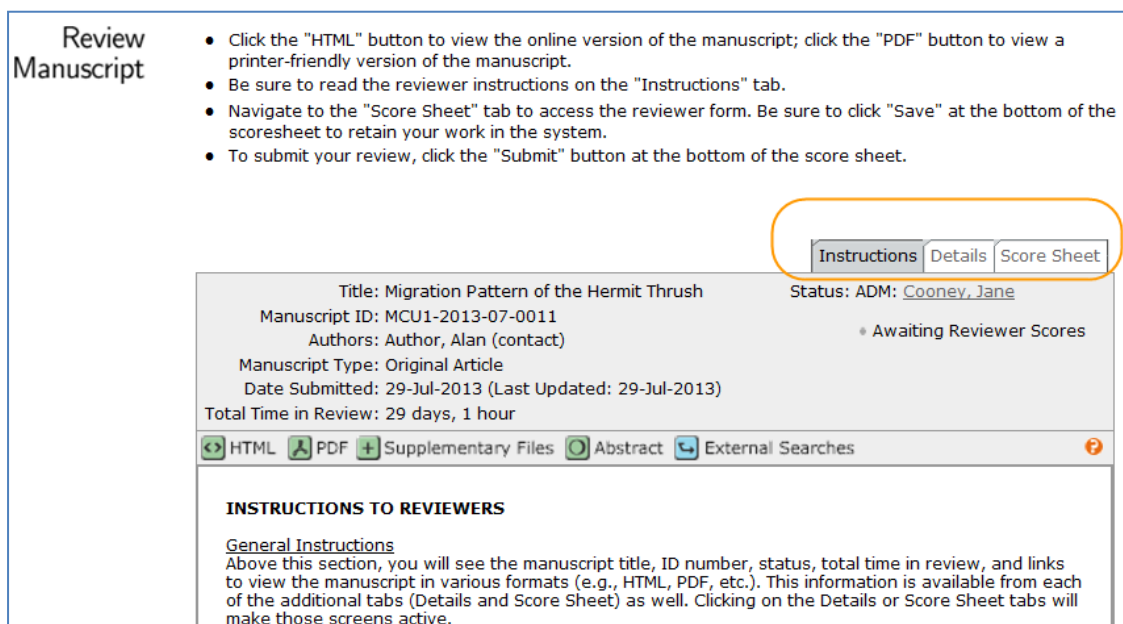 Review
Manuscript
● Click the "HTML" button to view the online version of the manuscript; click the "PDF" button to view a
printer-friendly version of the manuscript.
● Be sure to read the reviewer instructions on the "Instructions" tab.
● Navigate to the "Score Sheet" tab to access the reviewer form. Be sure to click "Save" at the bottom of the
scoresheet to retain your work in the system.
● To submit your review, click the "Submit" button at the bottom of the score sheet.
Instructions Details Score Sheet
Title: Migration Pattern of the Hermit Thrush
Status: ADM: Cooney, Jane
Manuscript ID: MCU1-2013-07-0011
Authors: Author, Alan (contact)
• Awaiting Reviewer Scores
Manuscript Type: Original Article
Date Submitted: 29-Jul-2013 (Last Updated: 29-Jul-2013)
Total Time in Review: 29 days, 1 hour
HTML PDF Supplementary Files Abstract External Searches
INSTRUCTIONS TO REVIEWERS
General Instructions
Above this section, you will see the manuscript title, ID number, status, total time in review, and links
to view the manuscript in various formats (e.g., HTML, PDF, etc.). This information is available from each
of the additional tabs (Details and Score Sheet) as well. Clicking on the Details or Score Sheet tabs will
make those screens active.